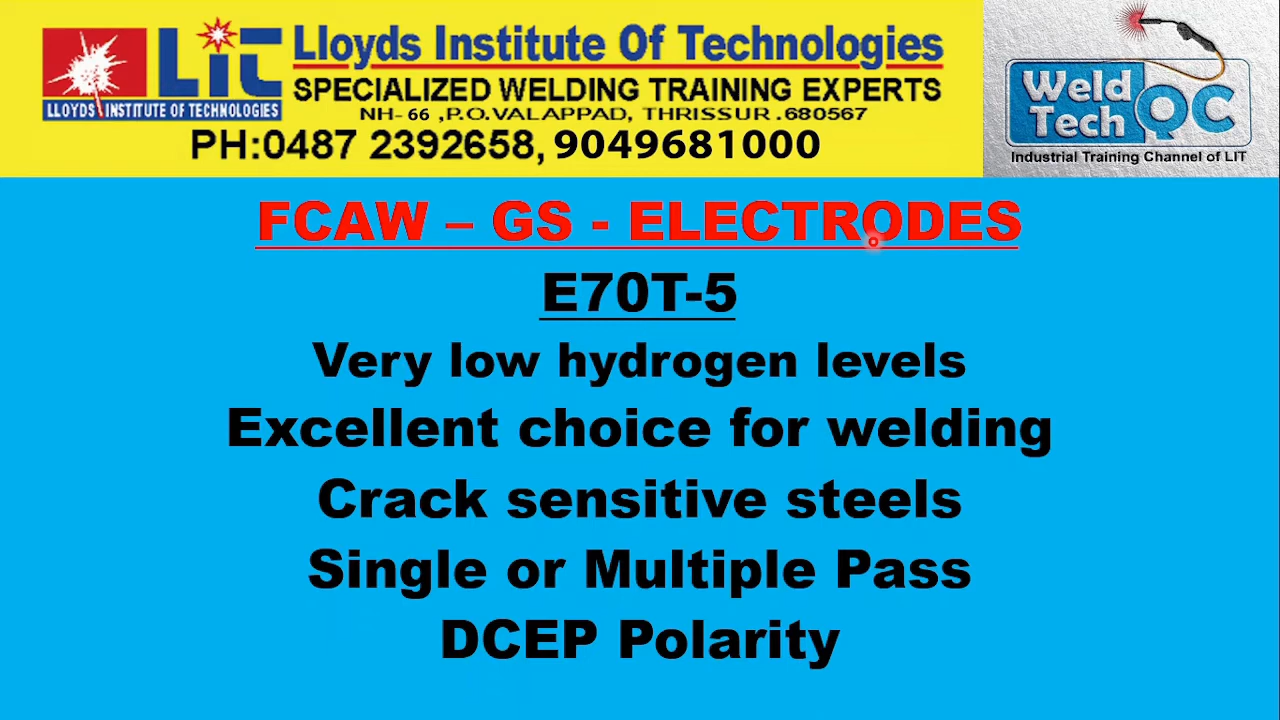 LiT
LLOYDS INSTITUTE OF TECHNOLOGIES
Lloyds Institute Of Technologies
SPECIALIZED WELDING TRAINING EXPERTS
NH- 66 ,P.O.VALAPPAD, THRISSUR .680567
PH:0487 2392658, 9049681000
Weld
Tech QC
Industrial Training Channel of LIT
FCAW – GS - ELECTRODES
E70T-5
Very low hydrogen levels
Excellent choice for welding
Crack sensitive steels
Single or Multiple Pass
DCEP Polarity